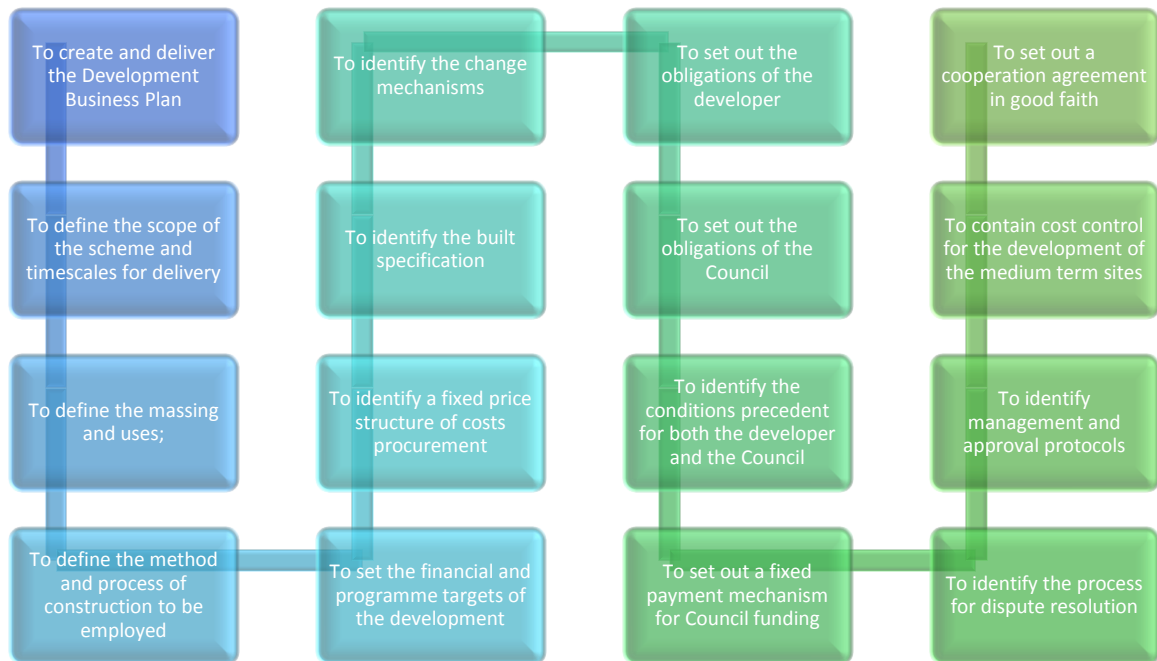 To create and deliver
the Development
Business Plan
To define the scope of
the scheme and
timescales for delivery
To define the massing
and uses;
To define the method
and process of
construction to be
employed
To set the financial and
programme targets of
the development
To identify a fixed price
structure of costs
procurement
To identify the built
specification
To identify the change
mechanisms
To set out the
obligations of the
developer
To set out the
obligations of the
Council
To identify the
conditions precedent
for both the developer
and the Council
To set out a fixed
payment mechanism
for Council funding
To identify the process
for dispute resolution
To identify
management and
approval protocols
To contain cost control
for the development of
the medium term sites
To set out a
cooperation agreement
in good faith